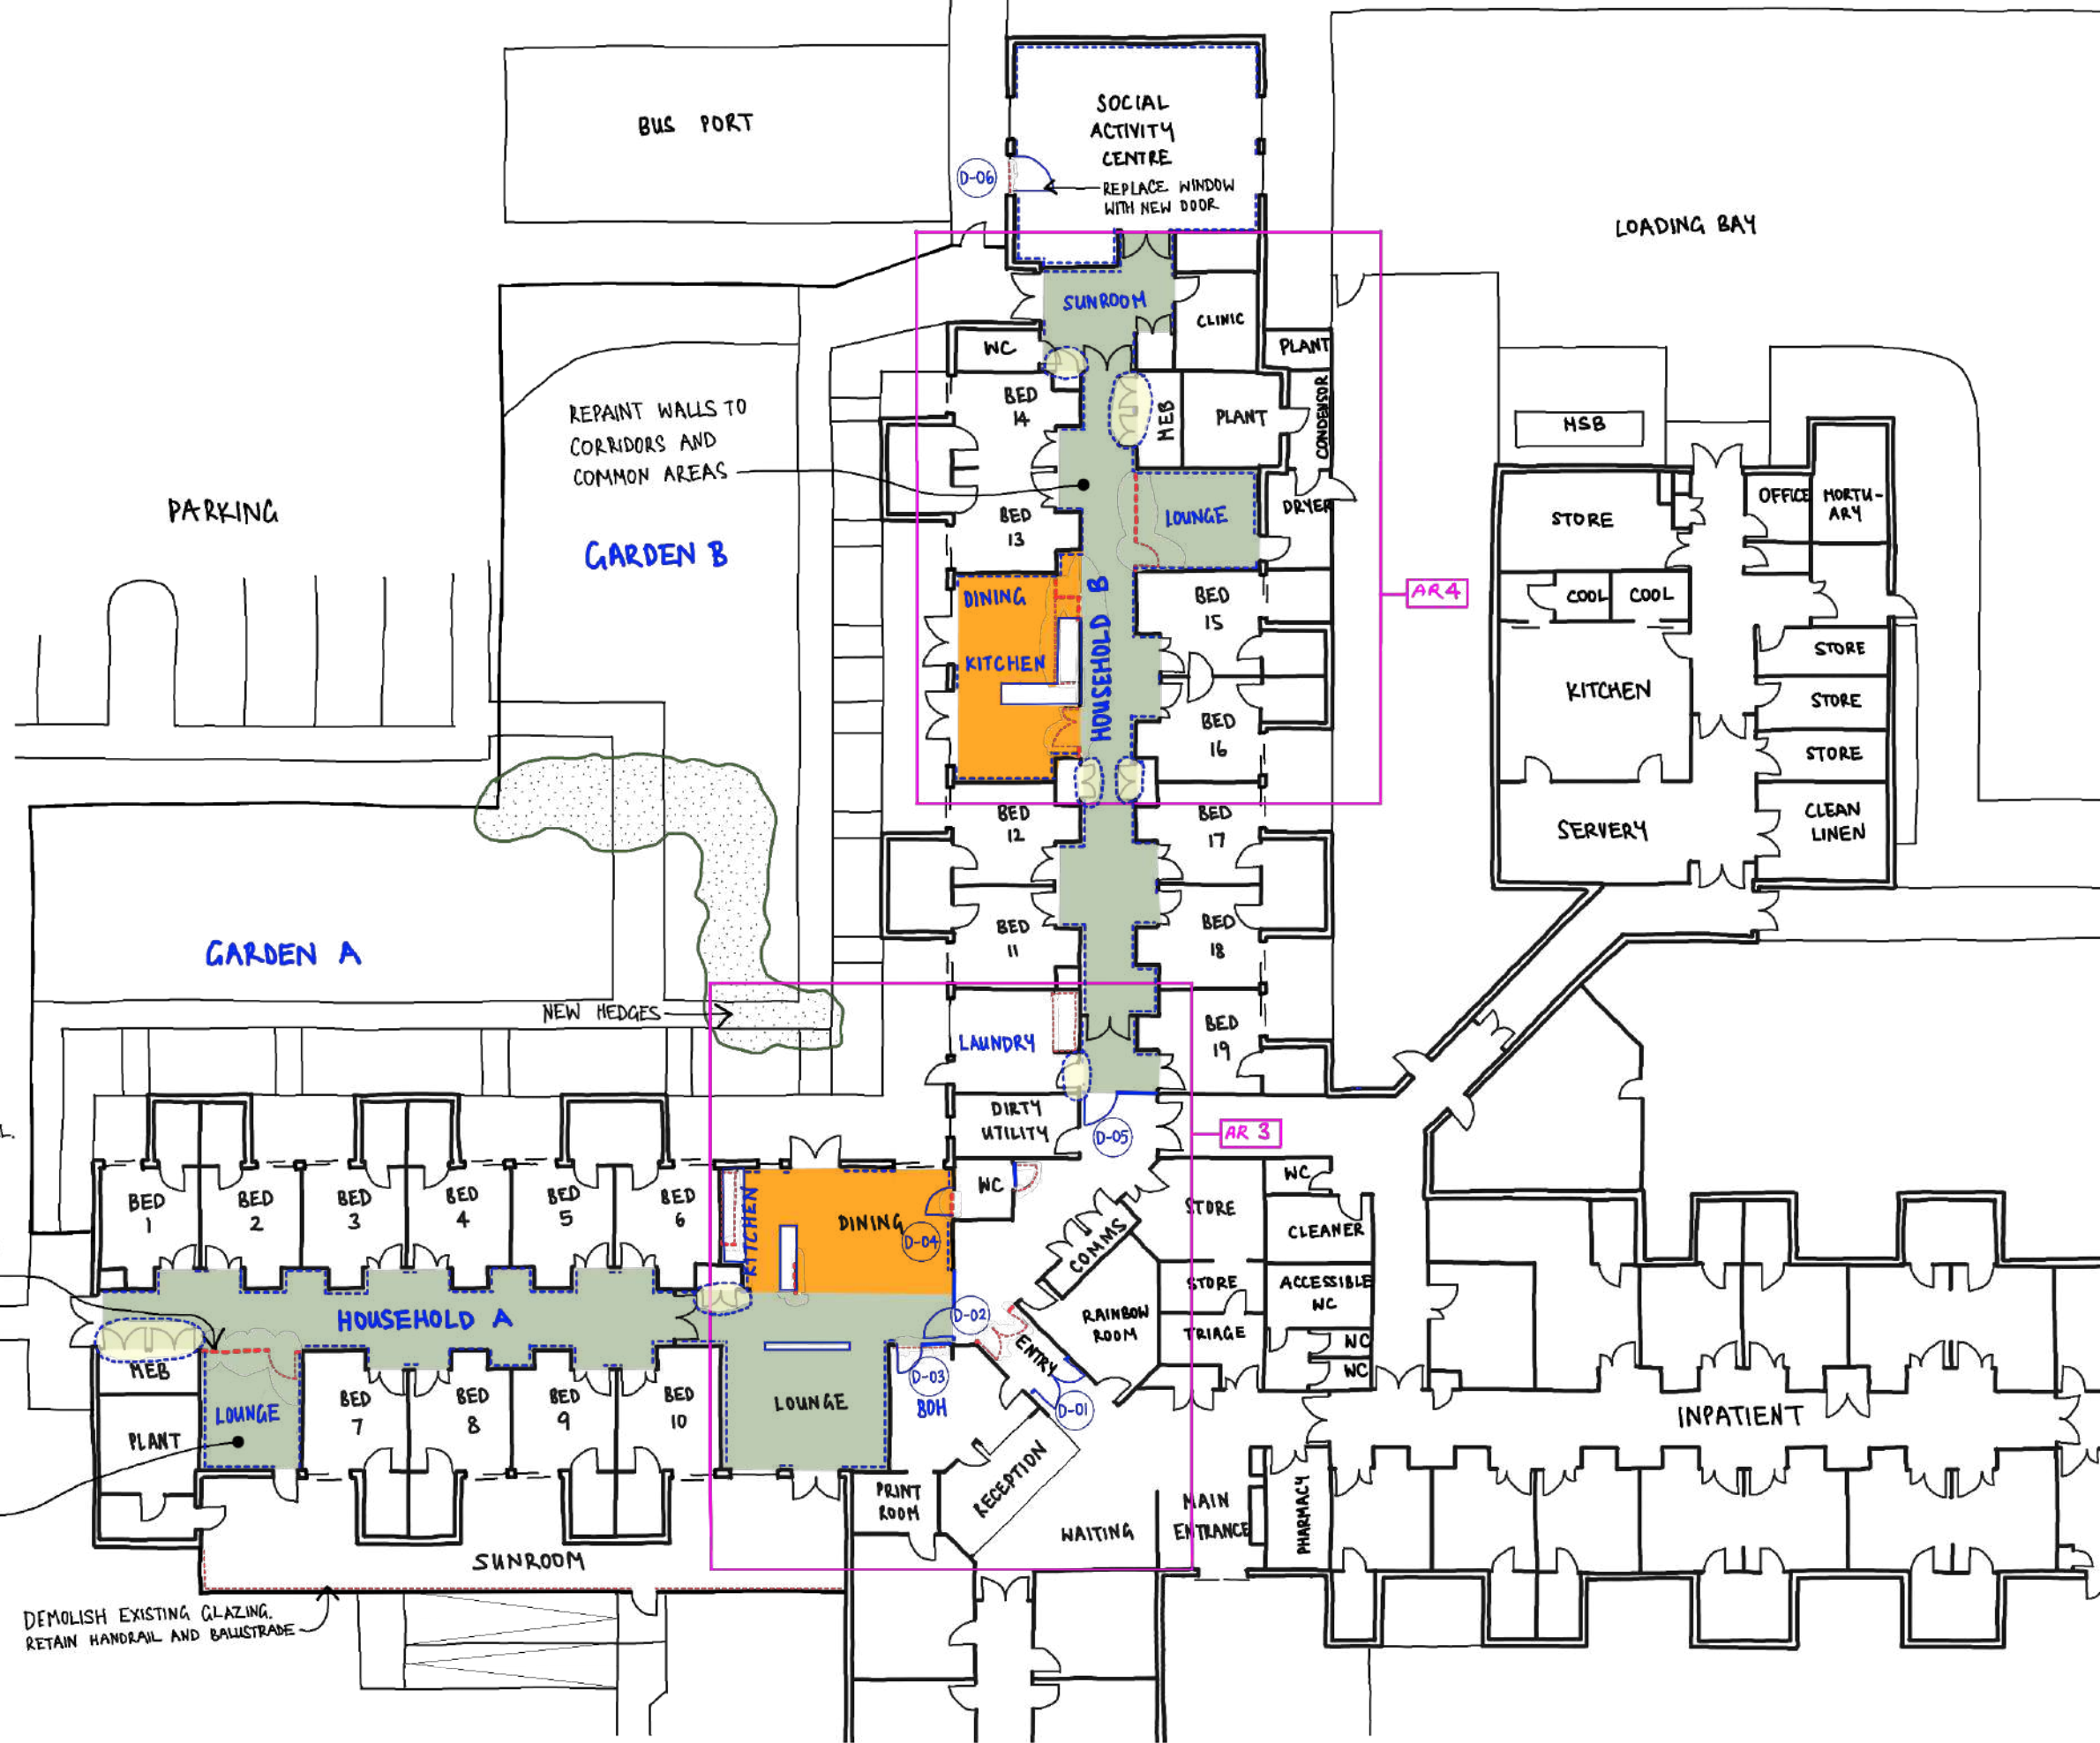 BUS PORT
SOCIAL
ACTIVITY
CENTRE
D-06
REPLACE WINDOW
WITH NEW DOOR
LOADING BAY
SUNROOM
CLINIC
WC
PLANT
BED
14
MEB
PLANT
CONDENSOR
REPAINT WALLS TO
CORRIDORS AND
COMMON AREAS
MSB
PARKING
GARDEN B
BED
13
LOUNGE
DRYER
STORE
OFFICE
MORTU-
ARY
COOL
COOL
DINING
KITCHEN
HOUSEHOLD B
BED
15
AR4
BED
16
KITCHEN
STORE
STORE
STORE
BED
12
BED
17
SERVERY
CLEAN
LINEN
GARDEN A
BED
11
BED
18
NEW HEDGES
LAUNDRY
BED
19
L.
DIRTY
UTILITY
D-05
AR 3
BED
1
BED
2
BED
3
BED
4
BED
5
BED
6
KITCHEN
DINING
D-04
WC
COMMS
STORE
WC
CLEANER
STORE
ACCESSIBLE
WC
HOUSEHOLD A
D-02
ENTRY
RAINBOW
ROOM
TRIAGE
WC
WC
MEB
LOUNGE
PLANT
BED
7
BED
8
BED
9
BED
10
LOUNGE
D-03
BOH
D-01
INPATIENT
RECEPTION
PRINT
ROOM
WAITING
MAIN
ENTRANCE
PHARMACY
SUNROOM
DEMOLISH EXISTING GLAZING.
RETAIN HANDRAIL AND BALUSTRADE